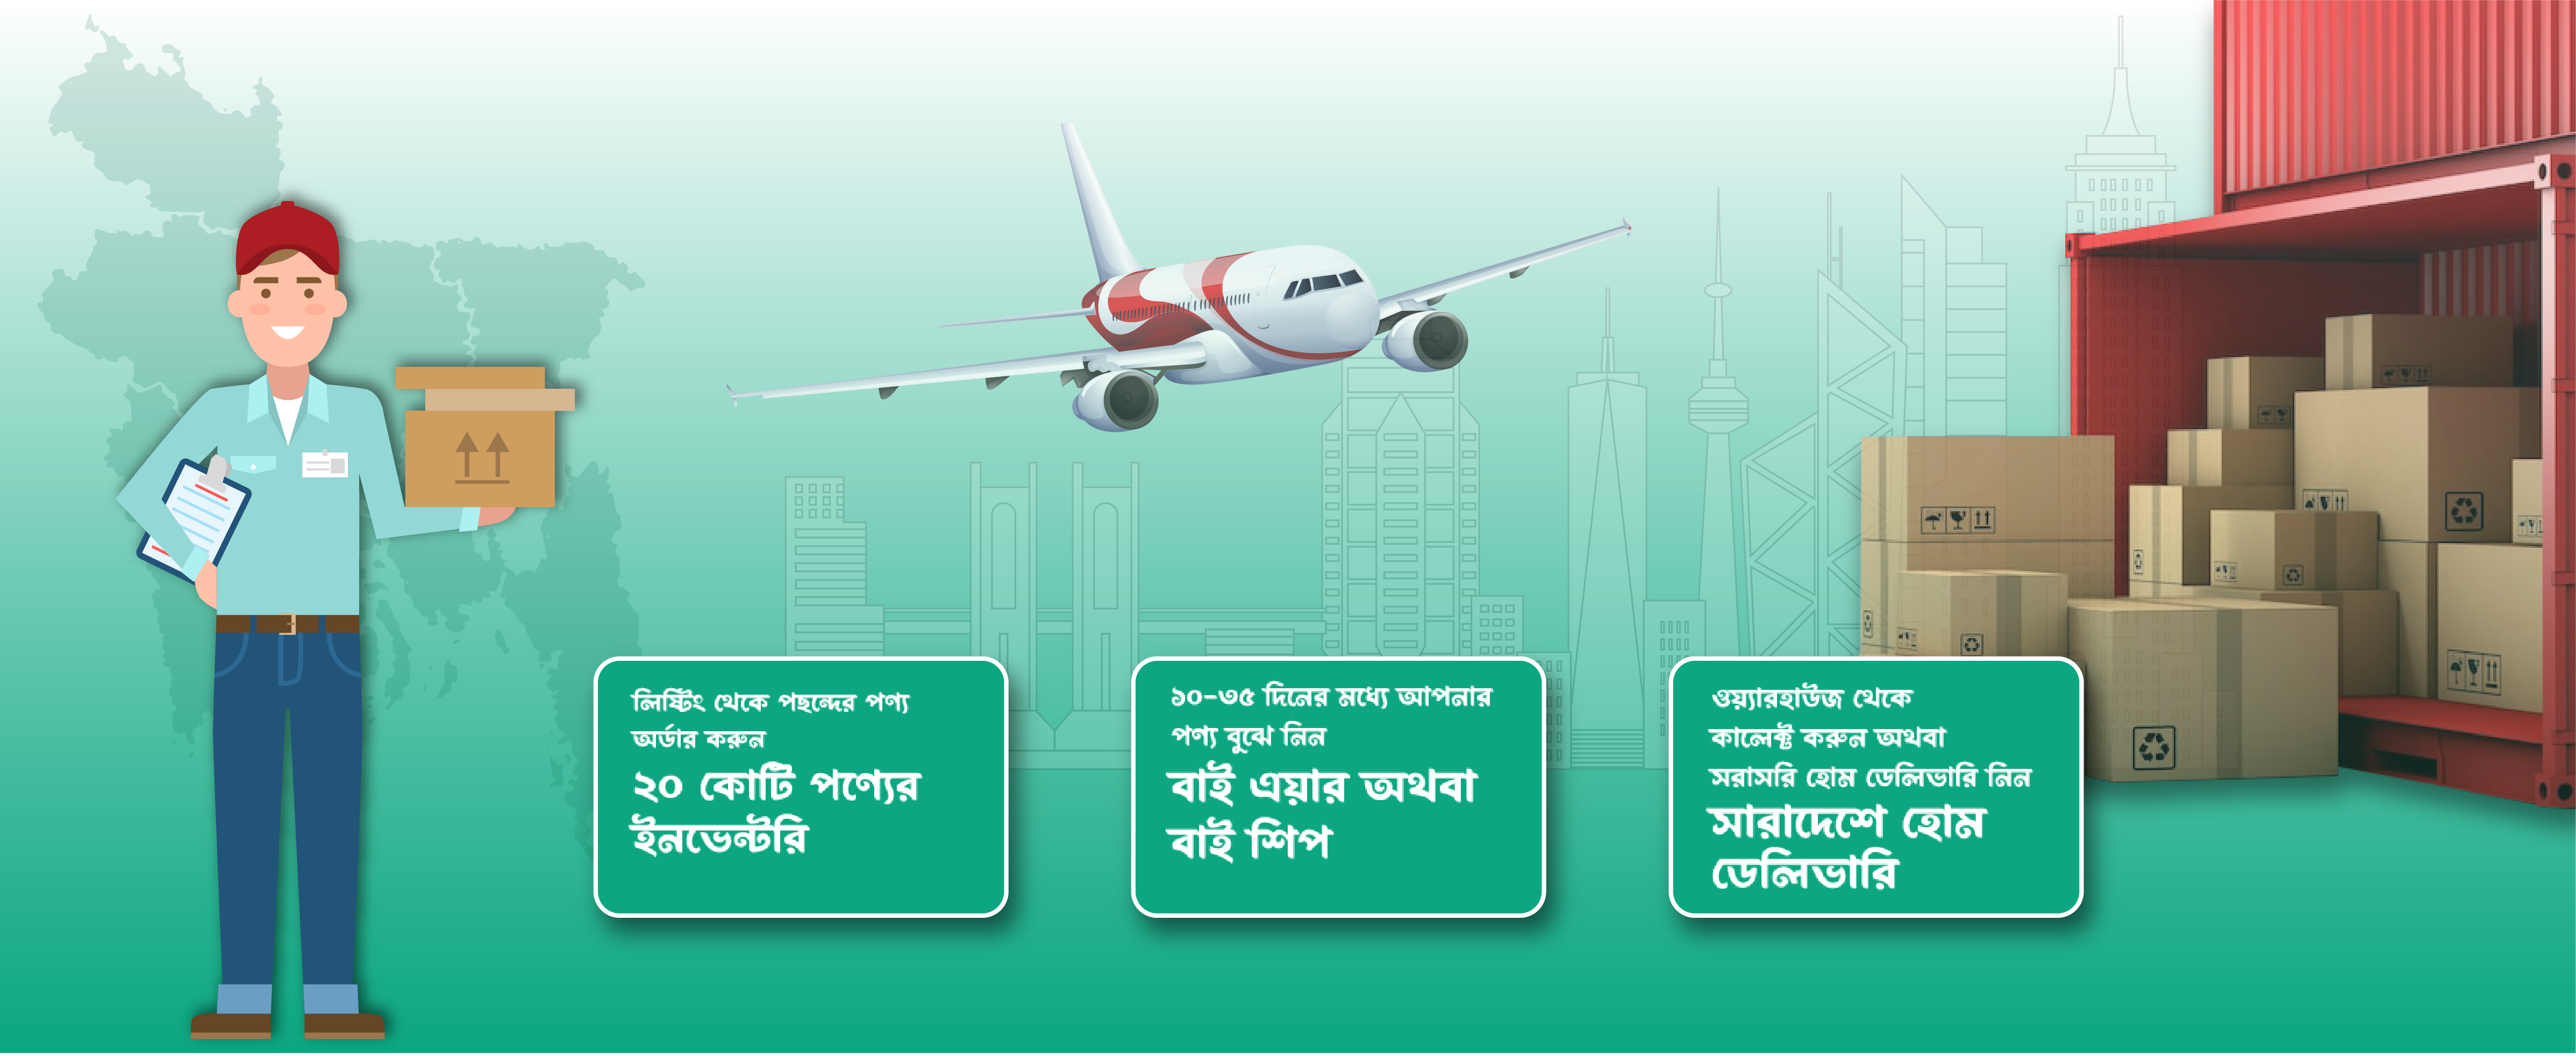 লিষ্টিং থেকে পছন্দের পণ্য
অর্ডার করুন
২০ কোটি পণ্যের
ইনভেন্টরি
১০-৩৫ দিনের মধ্যে আপনার
পণ্য বুঝে নিন
বাই এয়ার অথবা
বাই শিপ
ওয়্যারহাউজ থেকে
কালেক্ট করুন অথবা
সরাসরি হোম ডেলিভারি নিন
সারাদেশে হোম
ডেলিভারি